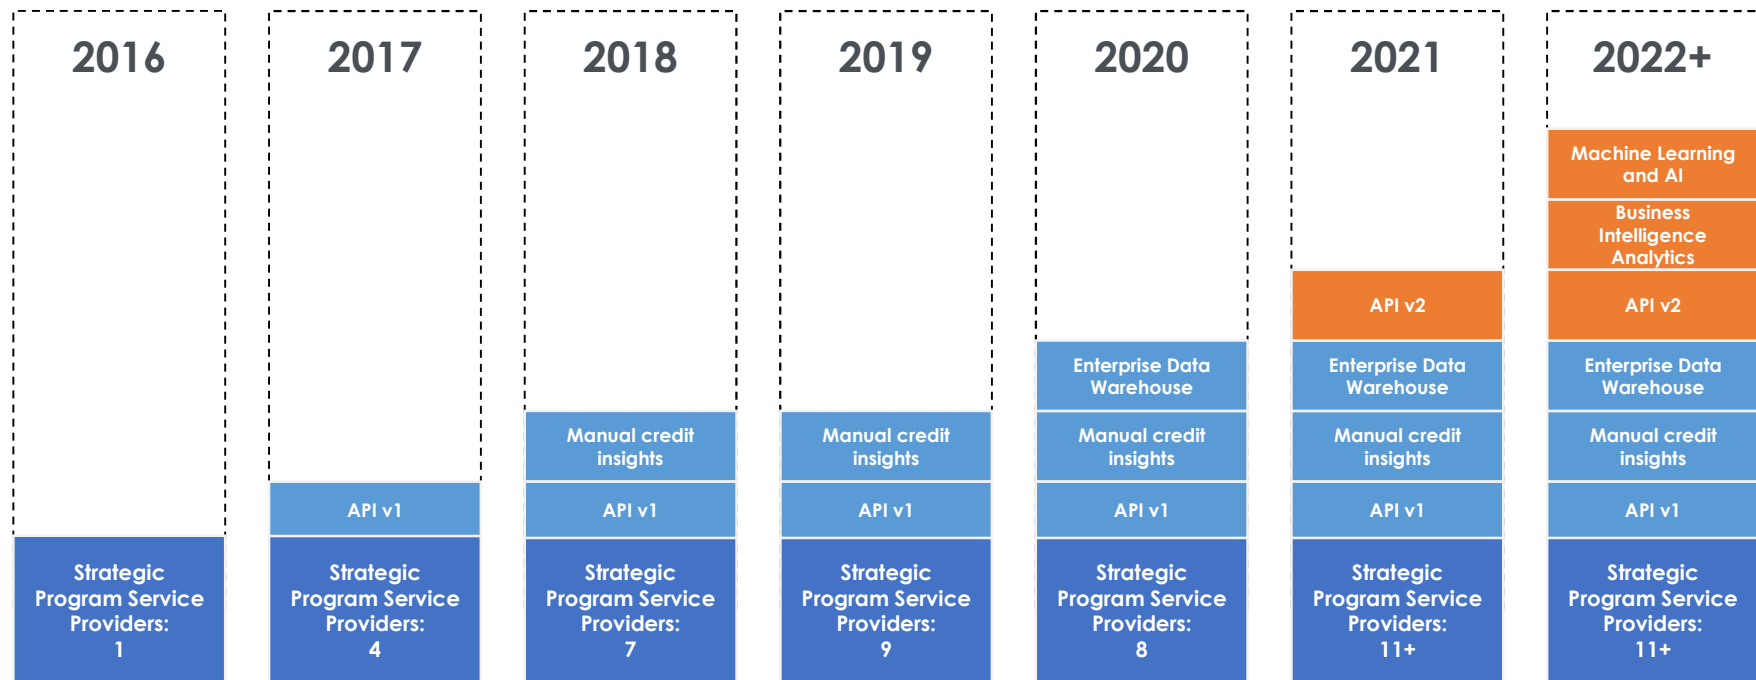 2016
Strategic
Program Service
Providers:
1
2017
API v1
Strategic
Program Service
Providers:
4
2018
Manual credit
insights
API v1
Strategic
Program Service
Providers:
7
2019
Manual credit
insights
API v1
Strategic
Program Service
Providers:
9
2020
Enterprise Data
Warehouse
Manual credit
insights
API v1
Strategic
Program Service
Providers:
8
2021
API v2
Enterprise Data
Warehouse
Manual credit
insights
API v1
Strategic
Program Service
Providers:
11+
2022+
Machine Learning
and AI
Business
Intelligence
Analytics
API v2
Enterprise Data
Warehouse
Manual credit
insights
API v1
Strategic
Program Service
Providers:
11+